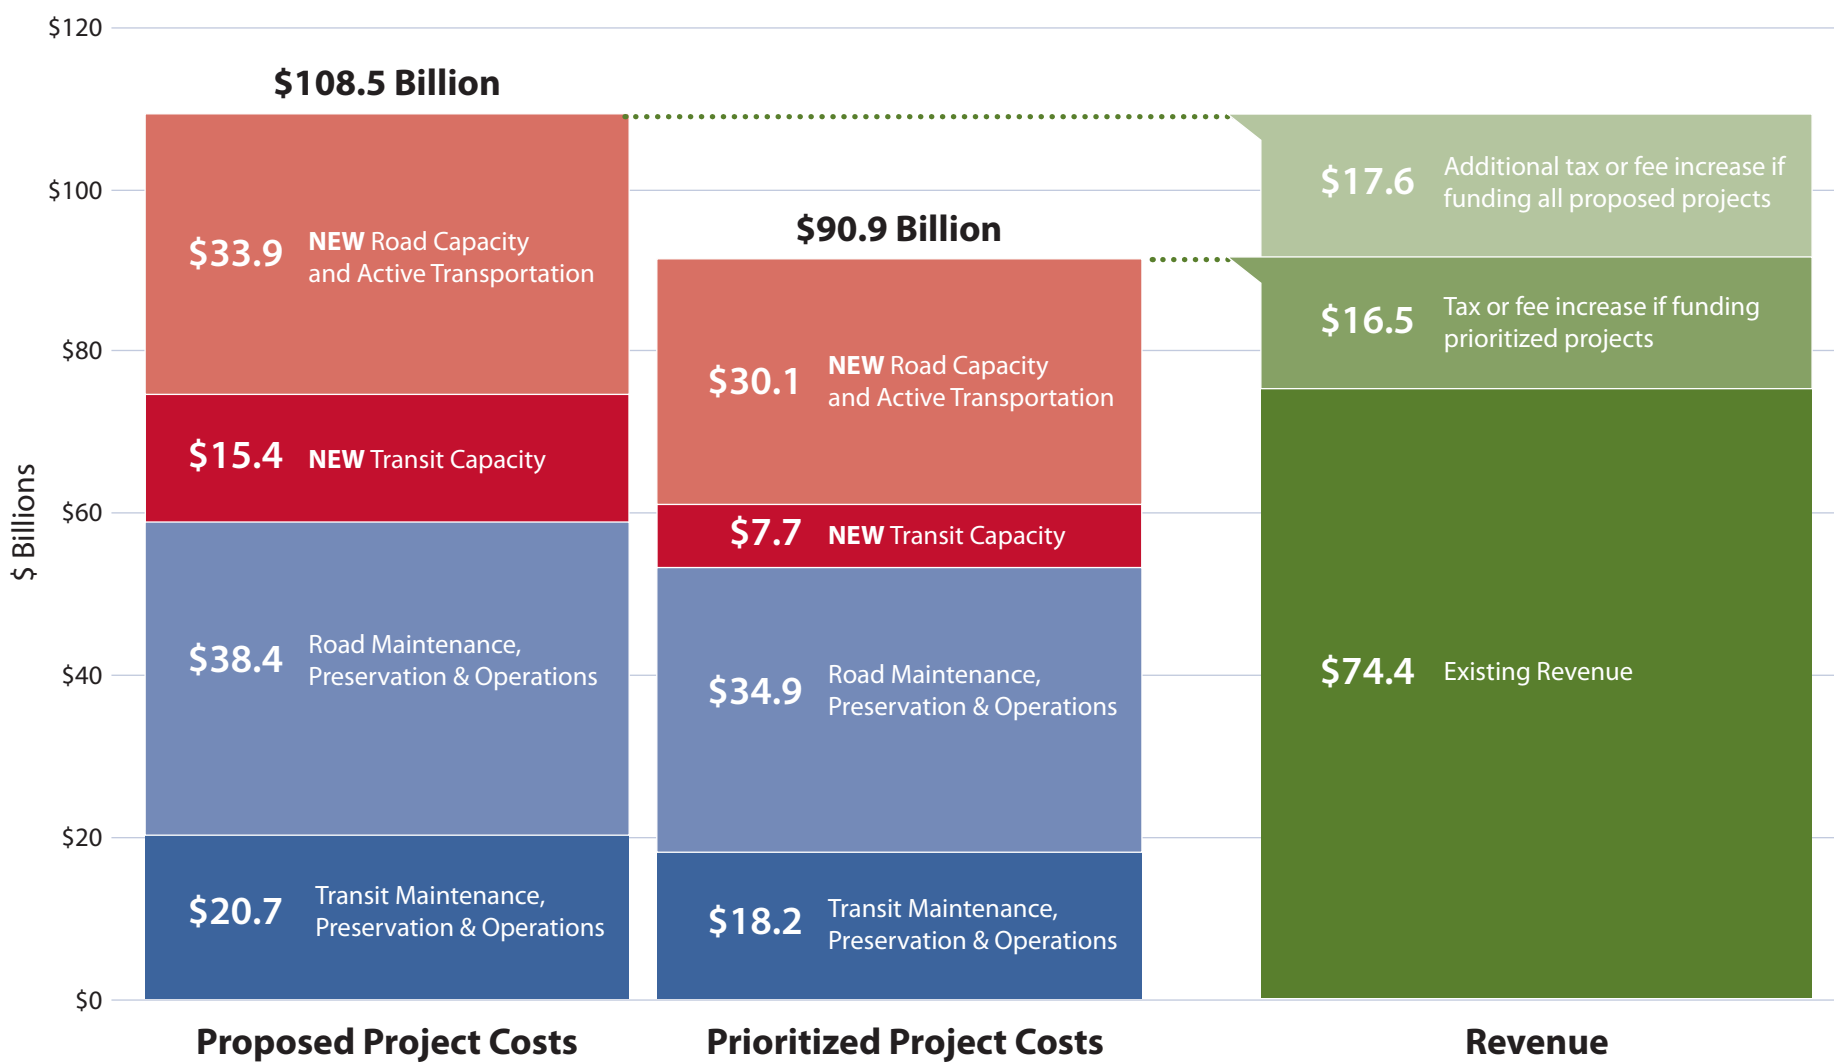 $120
$100
$80
$60
$40
$20
$0
$ Billions
$108.5 Billion
$33.9
NEW Road Capacity
and Active Transportation
$15.4
NEW Transit Capacity
$38.4
Road Maintenance,
Preservation & Operations
$20.7
Transit Maintenance,
Preservation & Operations
Proposed Project Costs
$90.9 Billion
$30.1
NEW Road Capacity
and Active Transportation
$7.7
NEW Transit Capacity
$34.9
Road Maintenance,
Preservation & Operations
$18.2
Transit Maintenance,
Preservation & Operations
Prioritized Project Costs
$17.6
Additional tax or fee increase if
funding all proposed projects
$16.5
Tax or fee increase if funding
prioritized projects
$74.4
Existing Revenue
Revenue